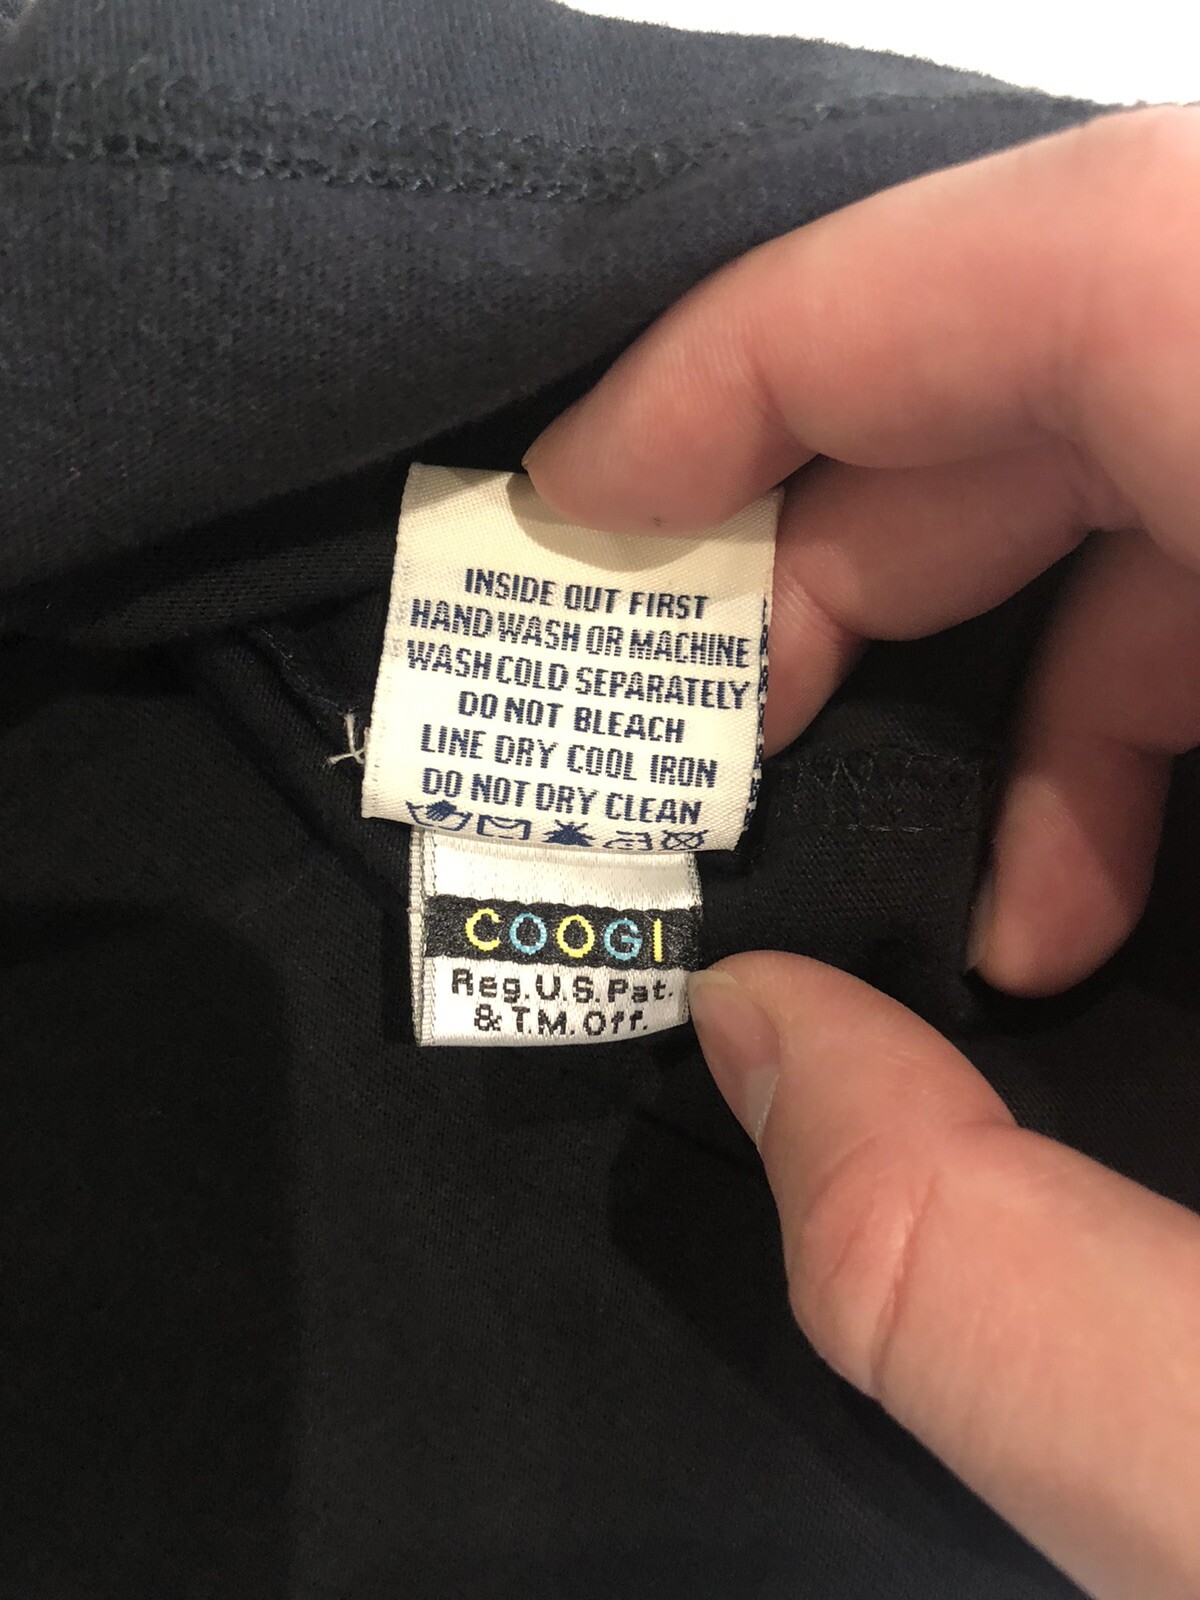 INSIDE OUT FIRST
HAND WASH OR MACHINE
WASH COLD SEPARATELY
DO NOT BLEACH
LINE DRY COOL IRON
DO NOT DRY CLEAN
COOGI
Reg. U.S. Pat.
& T.M. Off.